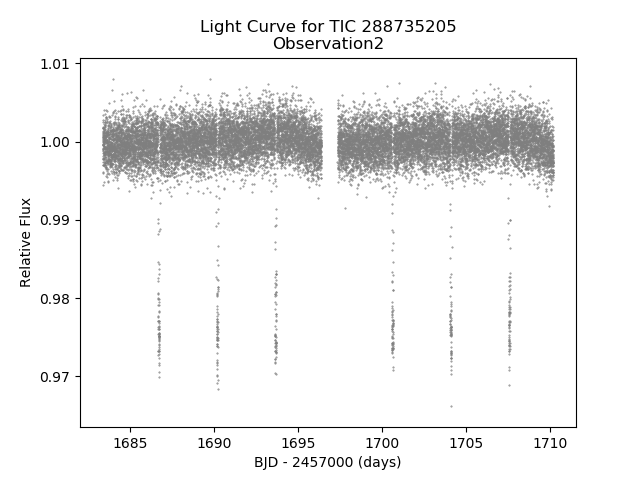 Light Curve for TIC 288735205
Observation2
1.01
1.00
0.99
0.98
0.97
Relative Flux
1685 1690 1695 1700 1705 1710
BJD - 2457000 (days)